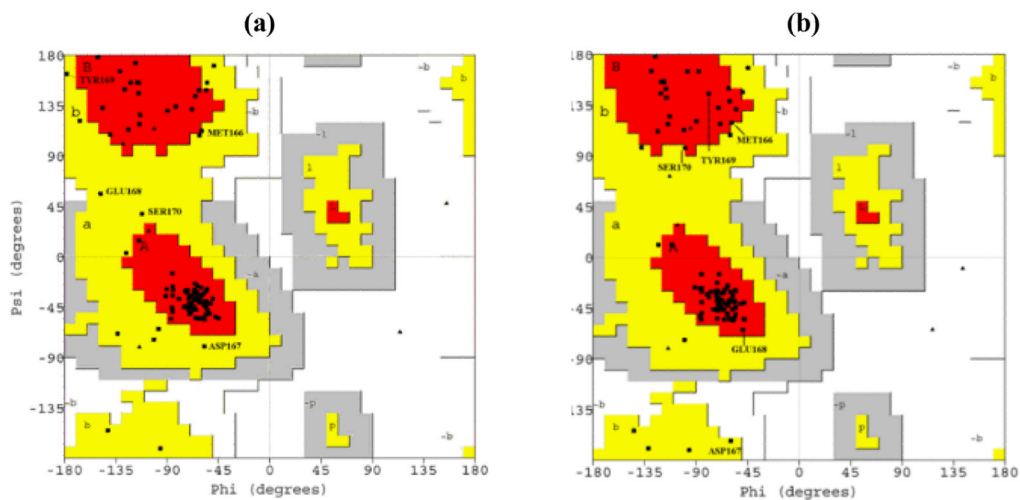 (a)
(b)
180
135
90
45
0
-45
-90
-135
B
TYR169
b
MET166
GLU168
SER170
a
A
ASP167
~b
~b
b
~l
l
~a
~b
b
~p
p
~b
-180
-135
-90
-45
0
45
90
135
180
Phi (degrees)
Psi (degrees)
180
135
90
45
0
-45
-90
135
B
b
MET166
TYR169
SER170
a
A
GLU168
ASP167
~b
~b
b
~l
l
~a
~b
b
~p
p
~b
-180
-135
-90
-45
0
45
90
135
180
Phi (degrees)